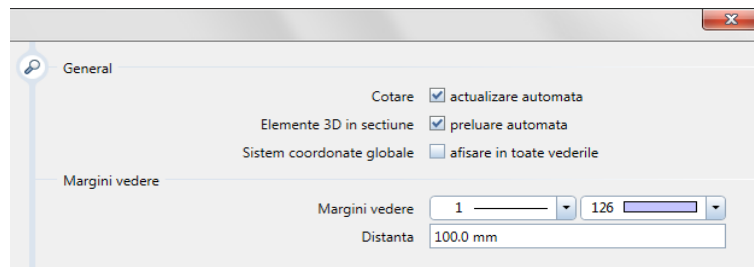 General
Cotare actualizare automata
Elemente 3D in sectiune preluare automata
Sistem coordonate globale afisare in toate vederile
Margini vedere
Margini vedere 1 126
Distanta 100.0 mm